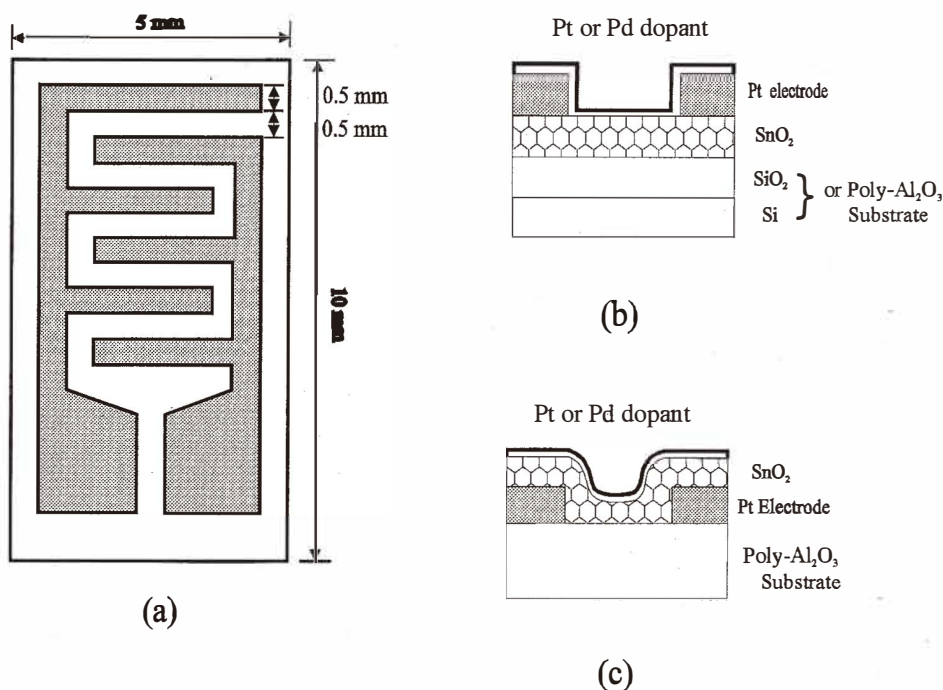 5 mm
0.5 mm
0.5 mm
10 mm
(a)
Pt or Pd dopant
Pt electrode
SnO₂
SiO₂
Si
} or Poly-Al₂O₃
Substrate
(b)
Pt or Pd dopant
SnO₂
Pt Electrode
Poly-Al₂O₃
Substrate
(c)